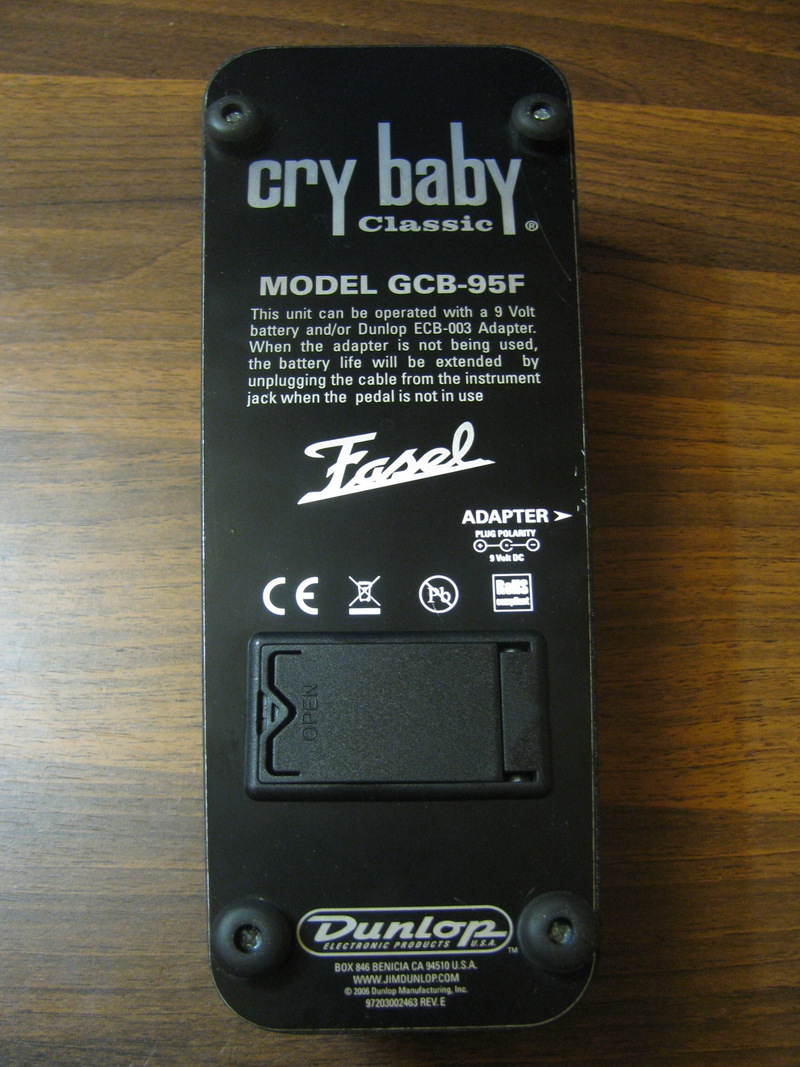 cry baby
Classic ®
MODEL GCB-95F
This unit can be operated with a 9 Volt
battery and/or Dunlop ECB-003 Adapter.
When the adapter is not being used,
the battery life will be extended by
unplugging the cable from the instrument
jack when the pedal is not in use
Fasel
ADAPTER
PLUG POLARITY
+ C −
9 Volt DC
CE Pb RoHS
compliant
OPEN
Dunlop
ELECTRONIC PRODUCTS U.S.A. ™
BOX 846 BENICIA CA 94510 U.S.A.
WWW.JIMDUNLOP.COM
© 2006 Dunlop Manufacturing, Inc.
97203002463 REV. E